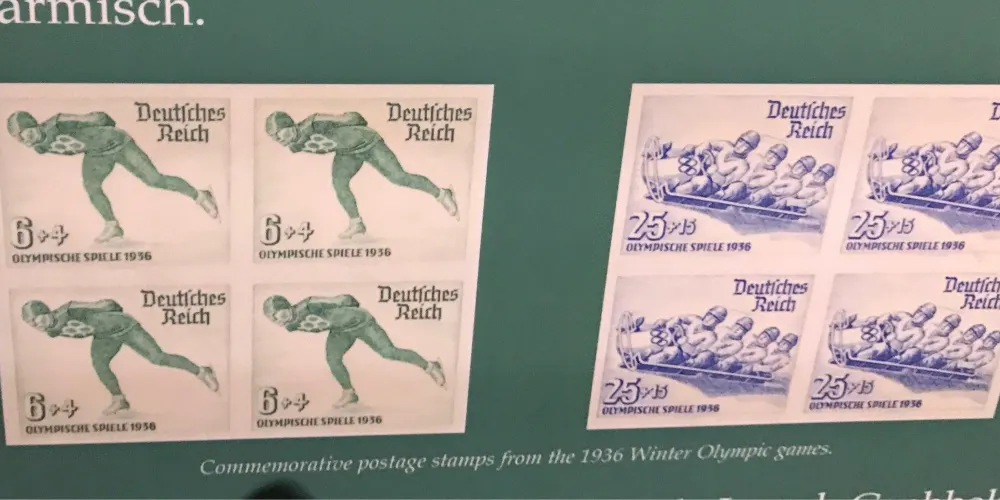 armisch.
Deutsches
Reich
6+4
OLYMPISCHE SPIELE 1936
Deutsches
Reich
6+4
OLYMPISCHE SPIELE 1936
Deutsches
Reich
25+15
OLYMPISCHE SPIELE 1936
25+15
OLYMPISCHE SPIELE 1936
Deutsches
Reich
6+4
OLYMPISCHE SPIELE 1936
Deutsches
Reich
6+4
OLYMPISCHE SPIELE 1936
Deutsches
Reich
25+15
OLYMPISCHE SPIELE 1936
Deutsch
Reich
25+15
OLYMPISCHE SPIELE 1936
Commemorative postage stamps from the 1936 Winter Olympic games.